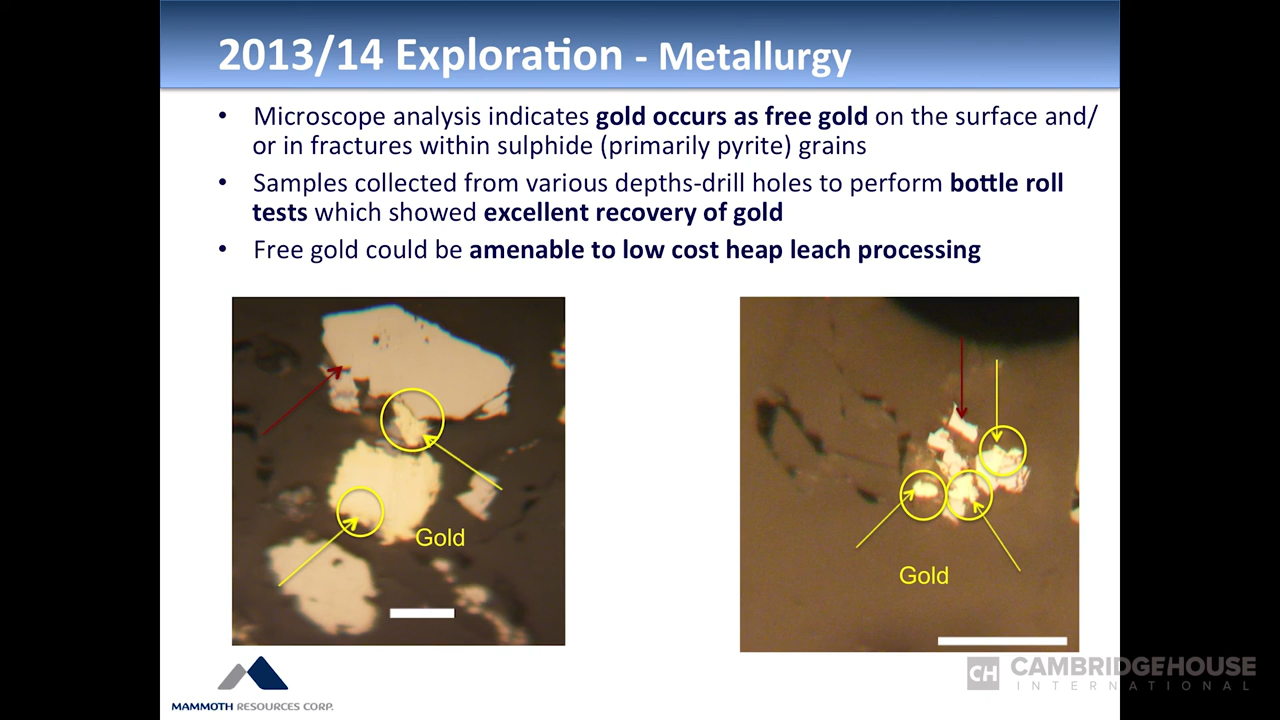 2013/14 Exploration - Metallurgy
• Microscope analysis indicates gold occurs as free gold on the surface and/
or in fractures within sulphide (primarily pyrite) grains
• Samples collected from various depths-drill holes to perform bottle roll
tests which showed excellent recovery of gold
• Free gold could be amenable to low cost heap leach processing
Gold
Gold
MAMMOTH RESOURCES CORP.
CH CAMBRIDGEHOUSE
INTERNATIONAL